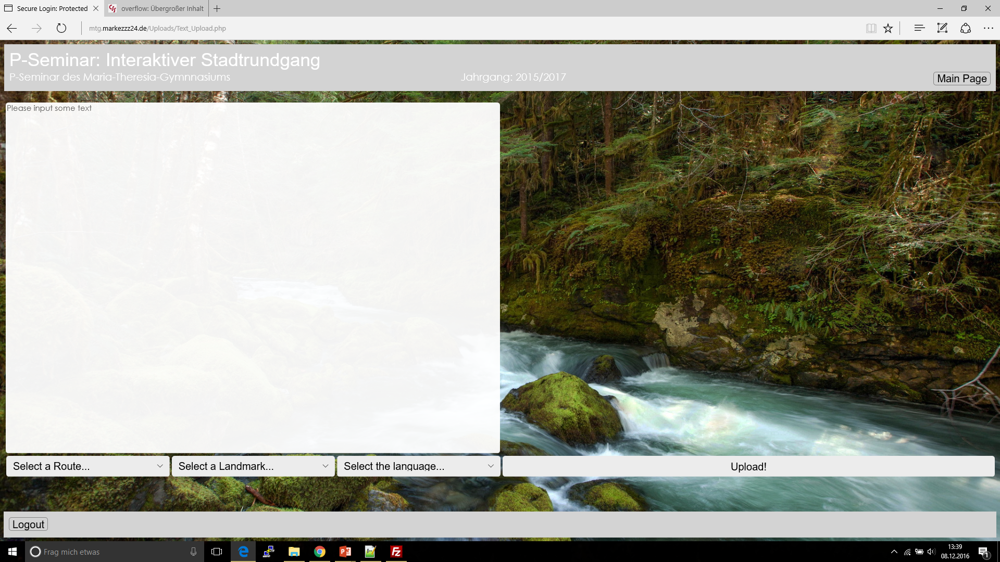 Secure Login: Protected
overflow: Übergroßer Inhalt
mtg.markezzz24.de/Uploads/Text_Upload.php
P-Seminar: Interaktiver Stadtrundgang
P-Seminar des Maria-Theresia-Gymnnasiums Jahrgang: 2015/2017
Main Page
Please input some text
Select a Route... Select a Landmark... Select the language... Upload!
Logout
Frag mich etwas
13:39
08.12.2016
1